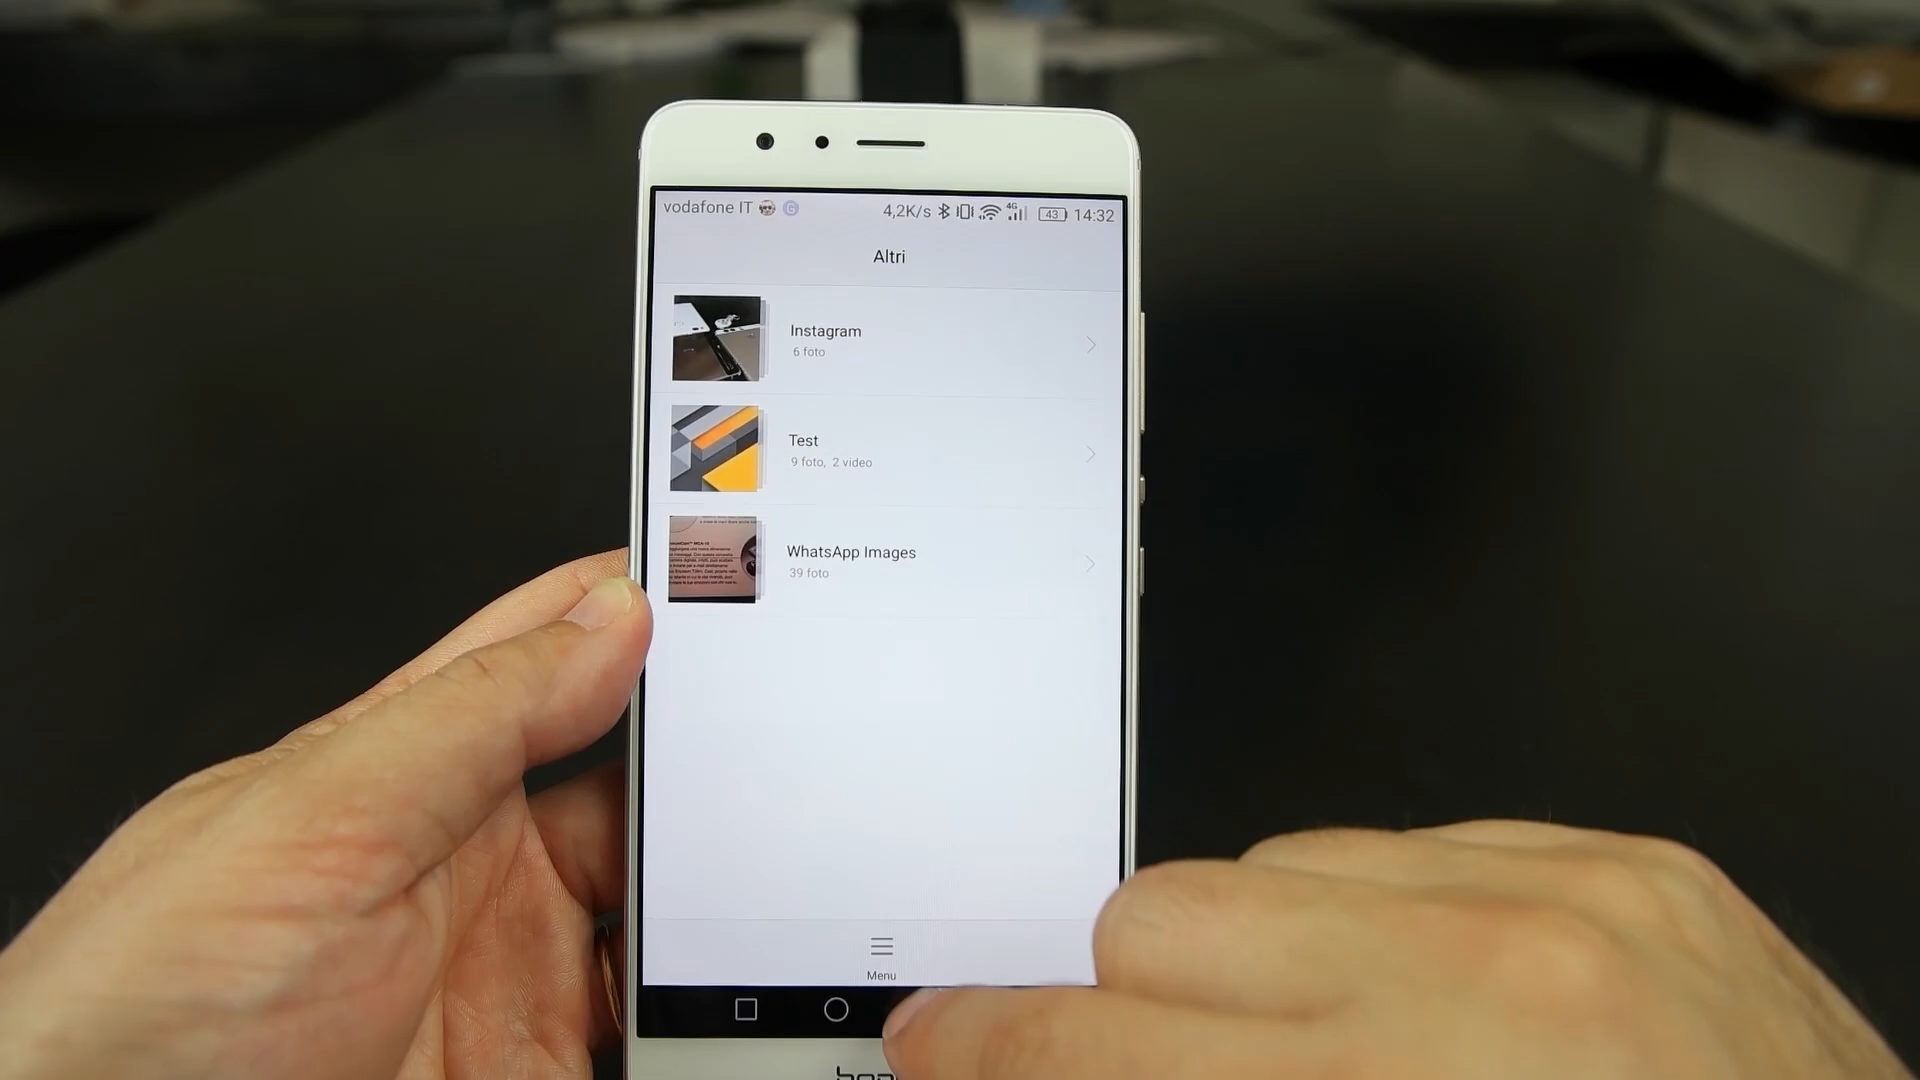 vodafone IT
4,2K/s 4G 43 14:32
Altri
Instagram
6 foto
Test
9 foto, 2 video
WhatsApp Images
39 foto
Menu